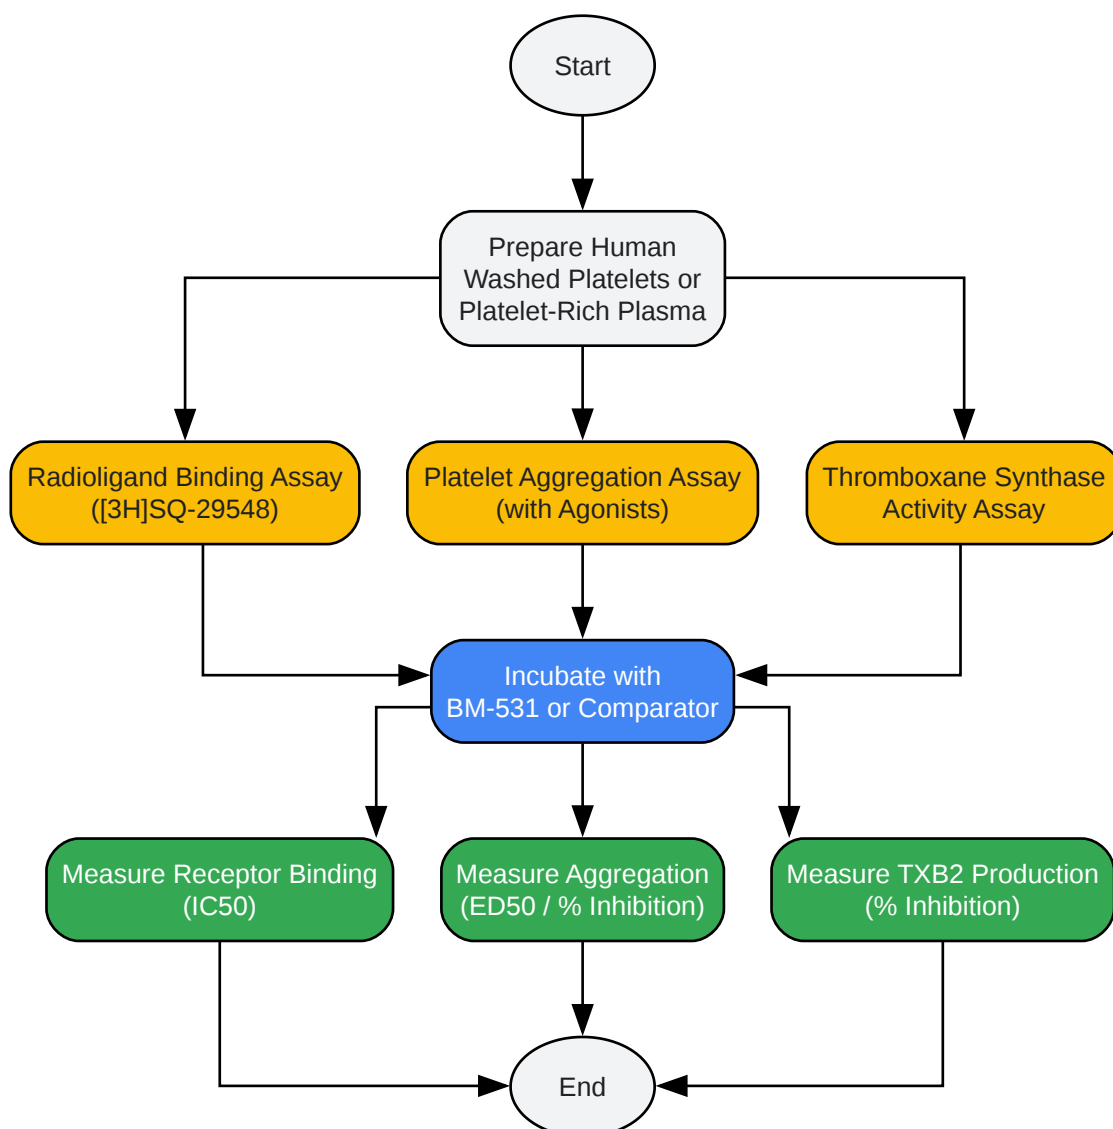 Start
Prepare Human
Washed Platelets or
Platelet-Rich Plasma
Radioligand Binding Assay
([3H]SQ-29548)
Platelet Aggregation Assay
(with Agonists)
Thromboxane Synthase
Activity Assay
Incubate with
BM-531 or Comparator
Measure Receptor Binding
(IC50)
Measure Aggregation
(ED50 / % Inhibition)
Measure TXB2 Production
(% Inhibition)
End